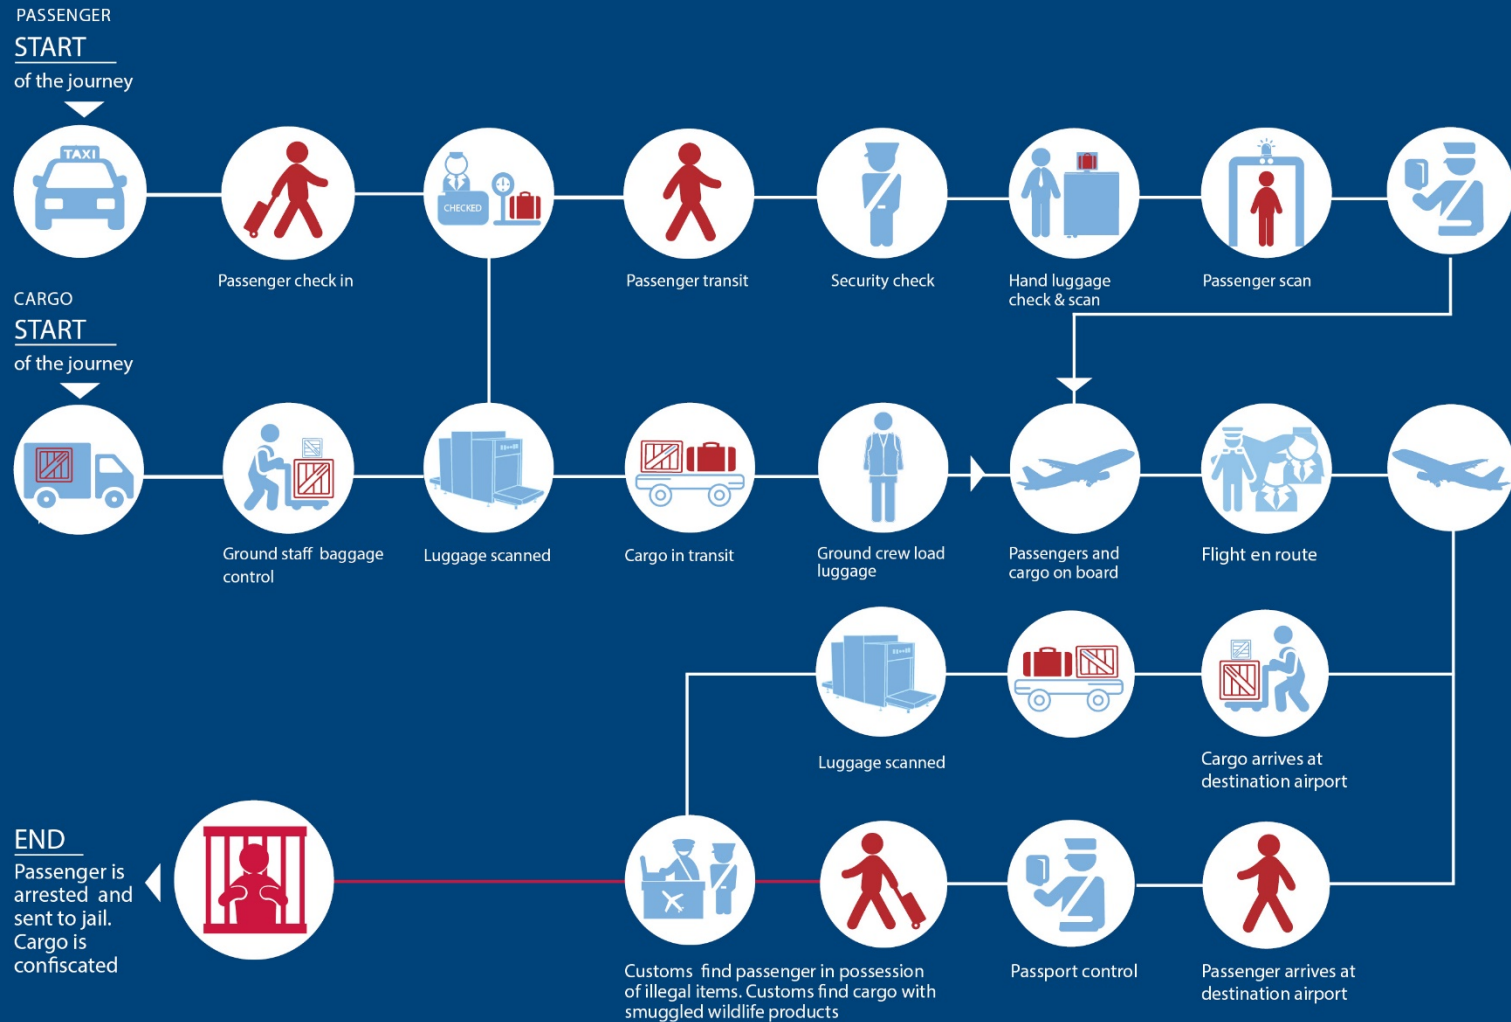 PASSENGER
START
of the journey
TAXI
CHECKED
Passenger check in
Passenger transit
Security check
Hand luggage
check & scan
Passenger scan
CARGO
START
of the journey
Ground staff baggage
control
Luggage scanned
Cargo in transit
Ground crew load
luggage
Passengers and
cargo on board
Flight en route
Luggage scanned
Cargo arrives at
destination airport
END
Passenger is
arrested and
sent to jail.
Cargo is
confiscated
Customs find passenger in possession
of illegal items. Customs find cargo with
smuggled wildlife products
Passport control
Passenger arrives at
destination airport